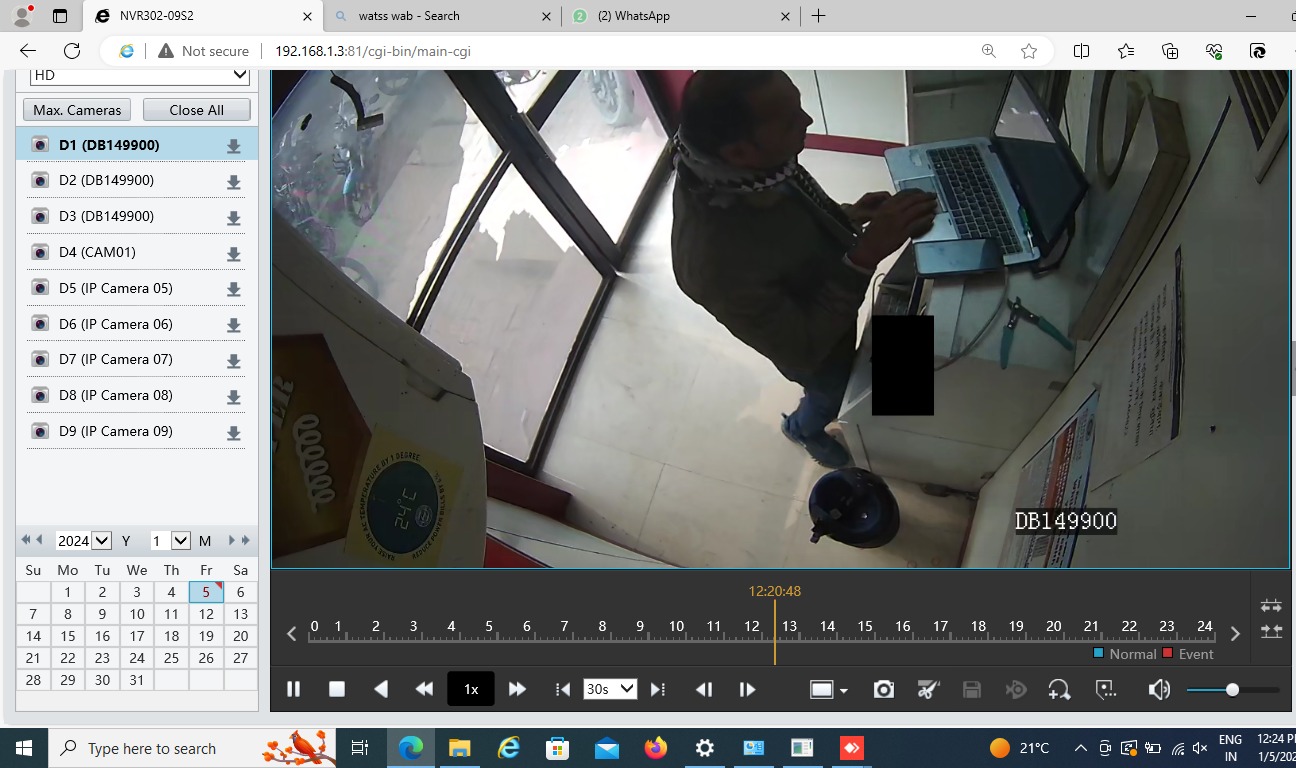 NVR302-09S2
watss wab - Search
2
(2) WhatsApp
Not secure
192.168.1.3:81/cgi-bin/main-cgi
HD
Max. Cameras
Close All
D1 (DB149900)
D2 (DB149900)
D3 (DB149900)
D4 (CAM01)
D5 (IP Camera 05)
D6 (IP Camera 06)
D7 (IP Camera 07)
D8 (IP Camera 08)
D9 (IP Camera 09)
24°C
DB149900
2024 Y 1 M
Su Mo Tu We Th Fr Sa
1 2 3 4 5 6
7 8 9 10 11 12 13
14 15 16 17 18 19 20
21 22 23 24 25 26 27
28 29 30 31
12:20:48
0 1 2 3 4 5 6 7 8 9 10 11 12 13 14 15 16 17 18 19 20 21 22 23 24
Normal Event
1x
30s
Type here to search
21°C
ENG
IN
12:24